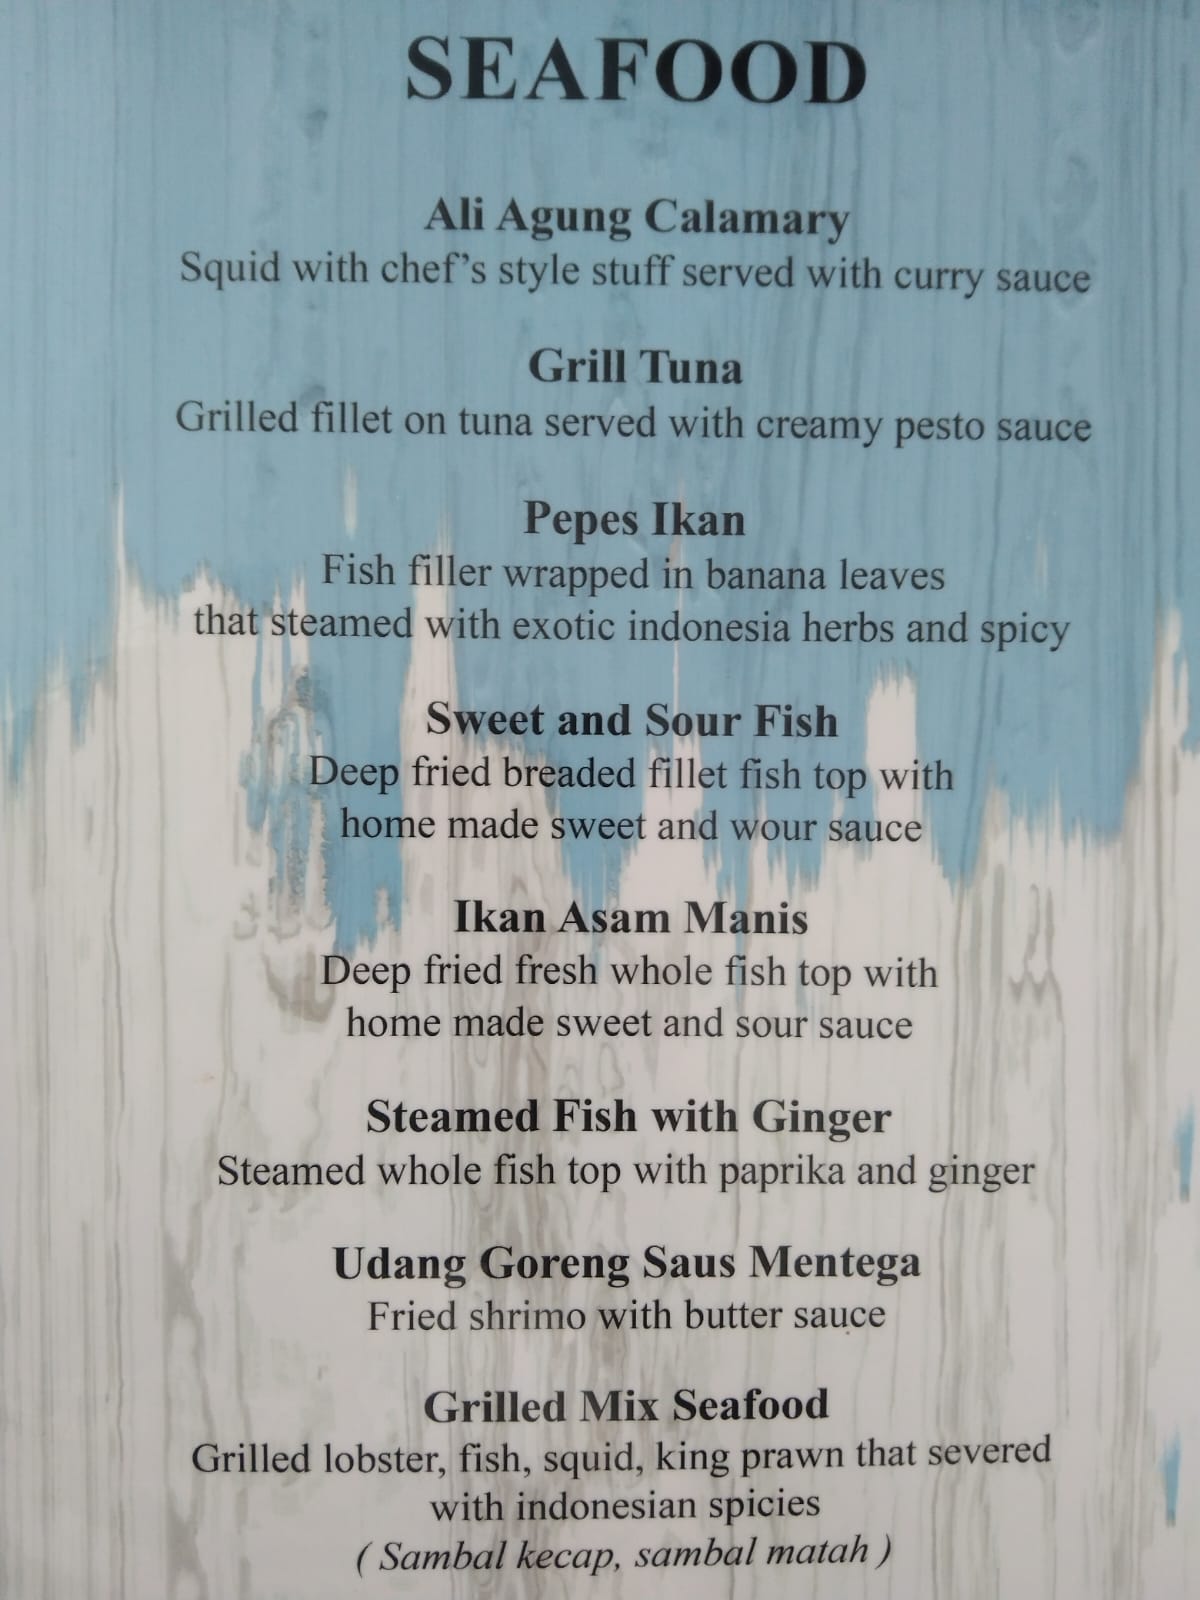 SEAFOOD
Ali Agung Calamary
Squid with chef's style stuff served with curry sauce
Grill Tuna
Grilled fillet on tuna served with creamy pesto sauce
Pepes Ikan
Fish filler wrapped in banana leaves
that steamed with exotic indonesia herbs and spicy
Sweet and Sour Fish
Deep fried breaded fillet fish top with
home made sweet and wour sauce
Ikan Asam Manis
Deep fried fresh whole fish top with
home made sweet and sour sauce
Steamed Fish with Ginger
Steamed whole fish top with paprika and ginger
Udang Goreng Saus Mentega
Fried shrimo with butter sauce
Grilled Mix Seafood
Grilled lobster, fish, squid, king prawn that severed
with indonesian spicies
( Sambal kecap, sambal matah )